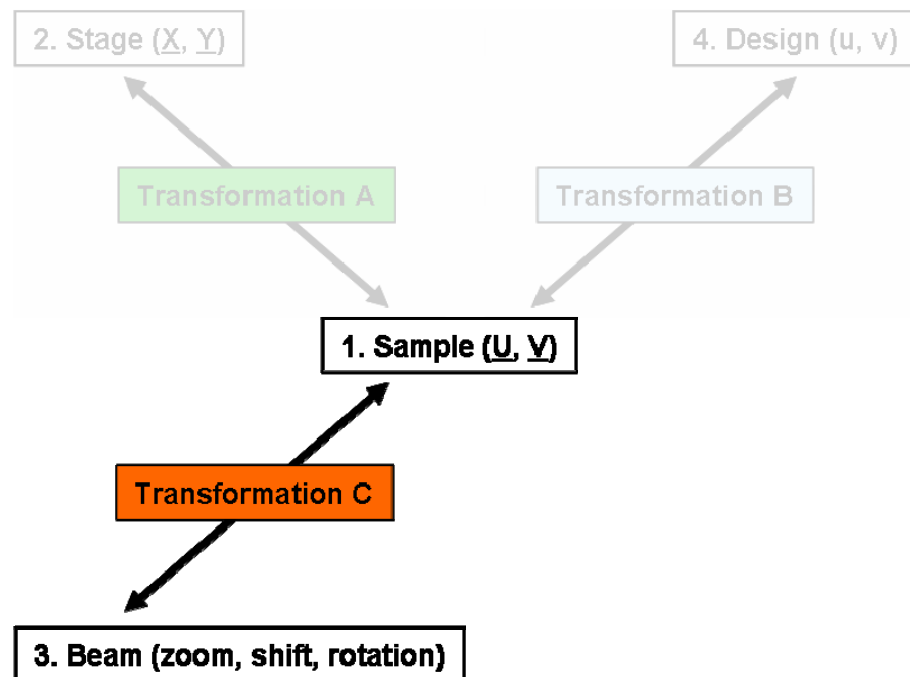 2. Stage (X, Y)
4. Design (u, v)
Transformation A
Transformation B
1. Sample (U, V)
Transformation C
3. Beam (zoom, shift, rotation)